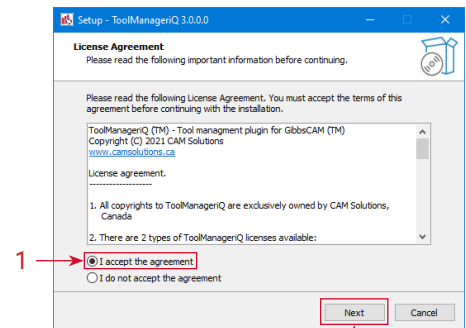 Setup - ToolManageriQ 3.0.0.0
License Agreement
Please read the following important information before continuing.
Please read the following License Agreement. You must accept the terms of this
agreement before continuing with the installation.
ToolManageriQ (TM) - Tool managment plugin for GibbsCAM (TM)
Copyright (C) 2021 CAM Solutions
www.camsolutions.ca
License agreement.
------------------
1. All copyrights to ToolManageriQ are exclusively owned by CAM Solutions,
Canada
2. There are 2 types of ToolManageriQ licenses available:
1
I accept the agreement
I do not accept the agreement
Next
Cancel